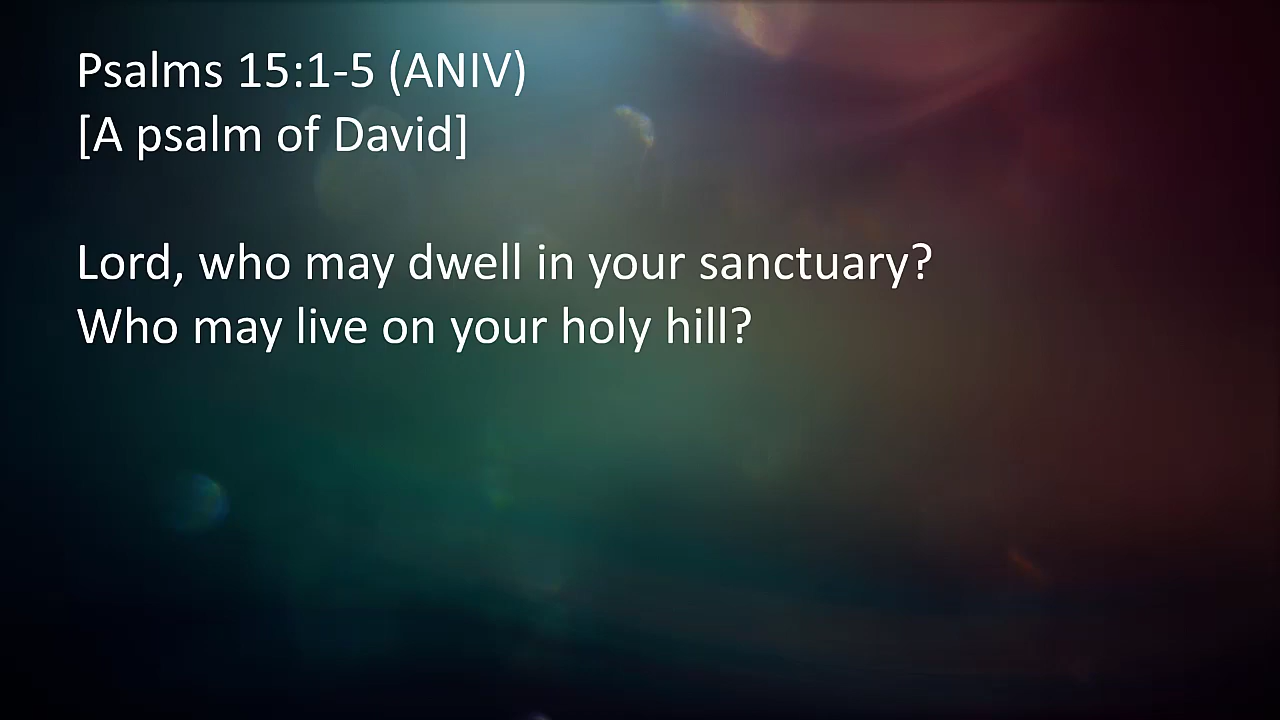 Psalms 15:1-5 (ANIV)
[A psalm of David]
Lord, who may dwell in your sanctuary?
Who may live on your holy hill?